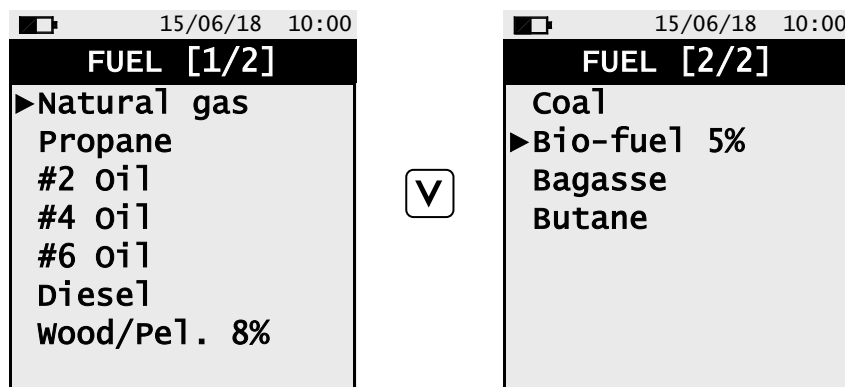 15/06/18 10:00
FUEL [1/2]
▶Natural gas
Propane
#2 Oil
#4 Oil
#6 Oil
Diesel
Wood/Pel. 8%
V
15/06/18 10:00
FUEL [2/2]
Coal
▶Bio-fuel 5%
Bagasse
Butane